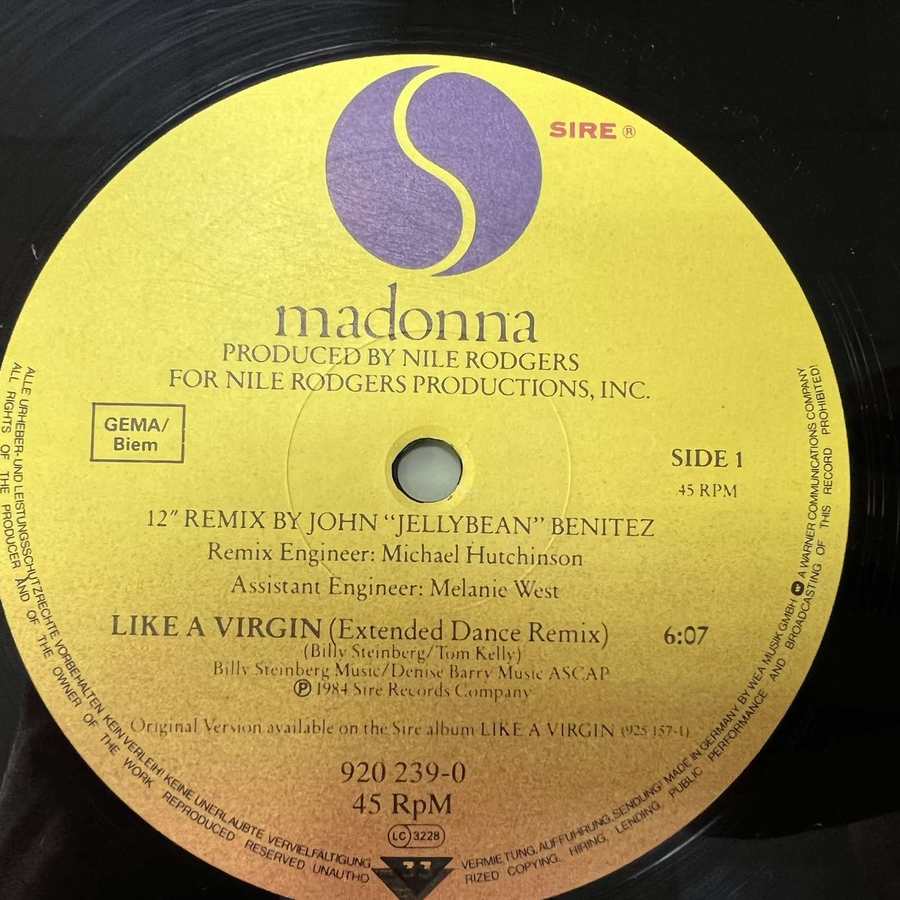 SIRE ®
madonna
PRODUCED BY NILE RODGERS
FOR NILE RODGERS PRODUCTIONS, INC.
GEMA/
Biem
SIDE 1
45 RPM
12" REMIX BY JOHN "JELLYBEAN" BENITEZ
Remix Engineer: Michael Hutchinson
Assistant Engineer: Melanie West
LIKE A VIRGIN (Extended Dance Remix) 6:07
(Billy Steinberg/Tom Kelly)
Billy Steinberg Music/Denise Barry Music ASCAP
℗ 1984 Sire Records Company
Original Version available on the Sire album LIKE A VIRGIN (925 157-1)
920 239-0
45 RpM
LC 3228
33
ALLE URHEBER- UND LEISTUNGSSCHUTZRECHTE VORBEHALTEN KEIN VERLEIH! KEINE UNERLAUBTE VERVIELFÄLTIGUNG
VERMIETUNG, AUFFÜHRUNG, SENDUNG! MADE IN GERMANY BY WEA MUSIK GMBH A WARNER COMMUNICATIONS COMPANY
ALL RIGHTS OF THE PRODUCER AND OF THE OWNER OF THE WORK REPRODUCED RESERVED UNAUTHO
RIZED COPYING, HIRING, LENDING, PUBLIC PERFORMANCE AND BROADCASTING OF THIS RECORD PROHIBITED!